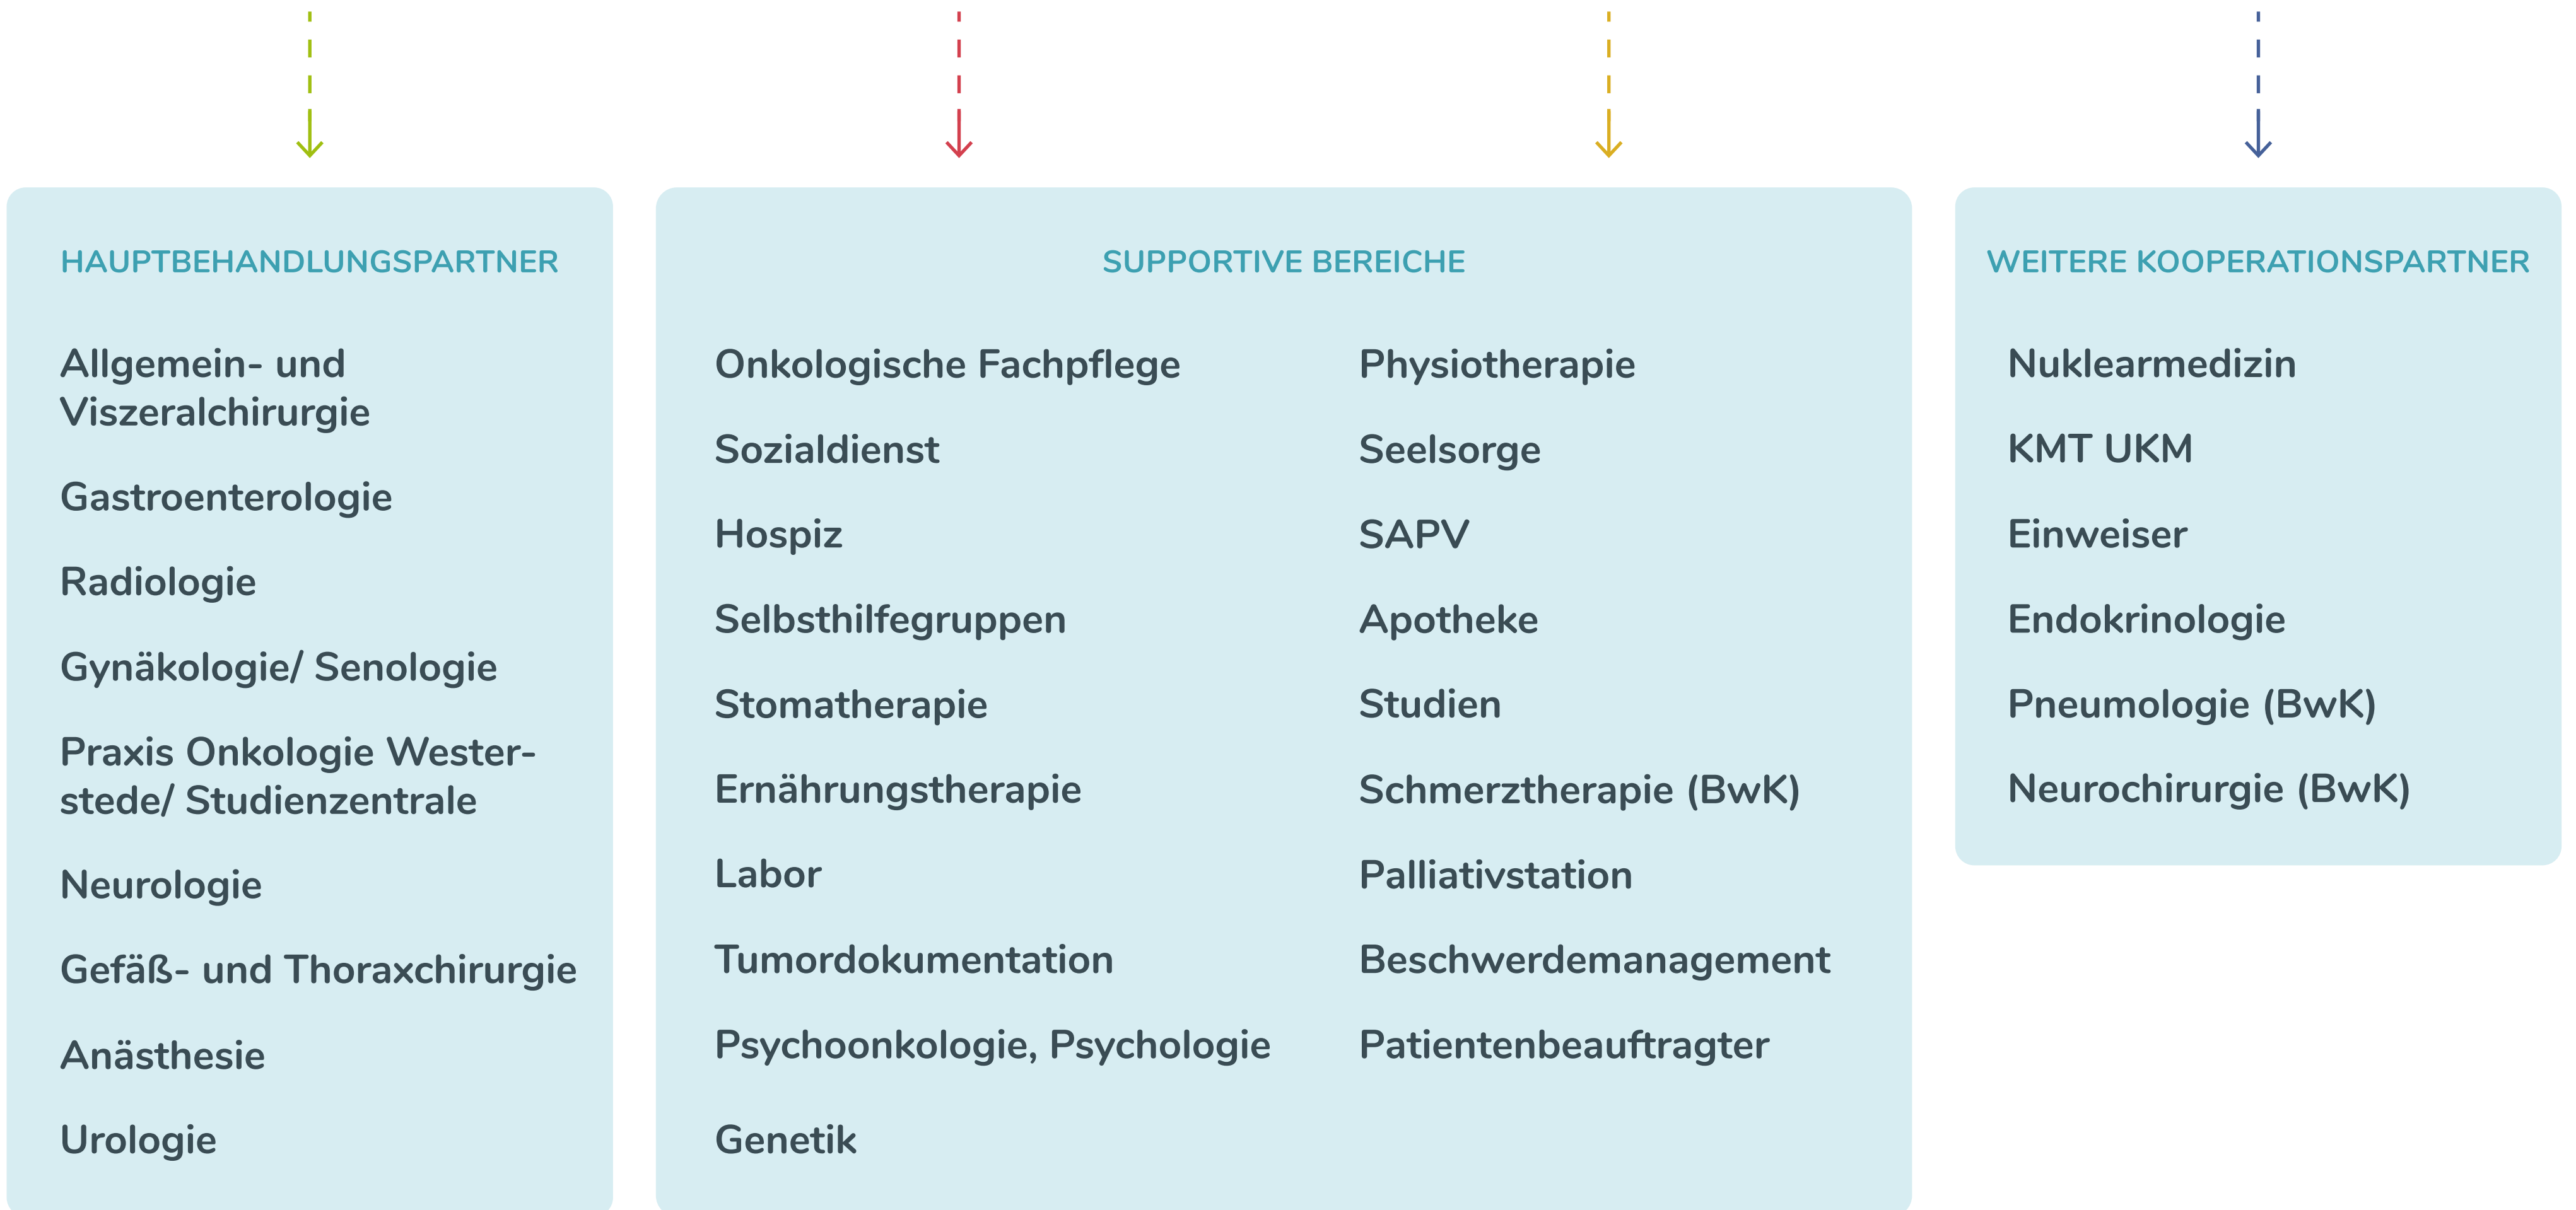 HAUPTBEHANDLUNGSPARTNER
Allgemein- und
Viszeralchirurgie
Gastroenterologie
Radiologie
Gynäkologie/ Senologie
Praxis Onkologie Wester-
stede/ Studienzentrale
Neurologie
Gefäß- und Thoraxchirurgie
Anästhesie
Urologie
SUPPORTIVE BEREICHE
Onkologische Fachpflege
Sozialdienst
Hospiz
Selbsthilfegruppen
Stomatherapie
Ernährungstherapie
Labor
Tumordokumentation
Psychoonkologie, Psychologie
Genetik
Physiotherapie
Seelsorge
SAPV
Apotheke
Studien
Schmerztherapie (BwK)
Palliativstation
Beschwerdemanagement
Patientenbeauftragter
WEITERE KOOPERATIONSPARTNER
Nuklearmedizin
KMT UKM
Einweiser
Endokrinologie
Pneumologie (BwK)
Neurochirurgie (BwK)